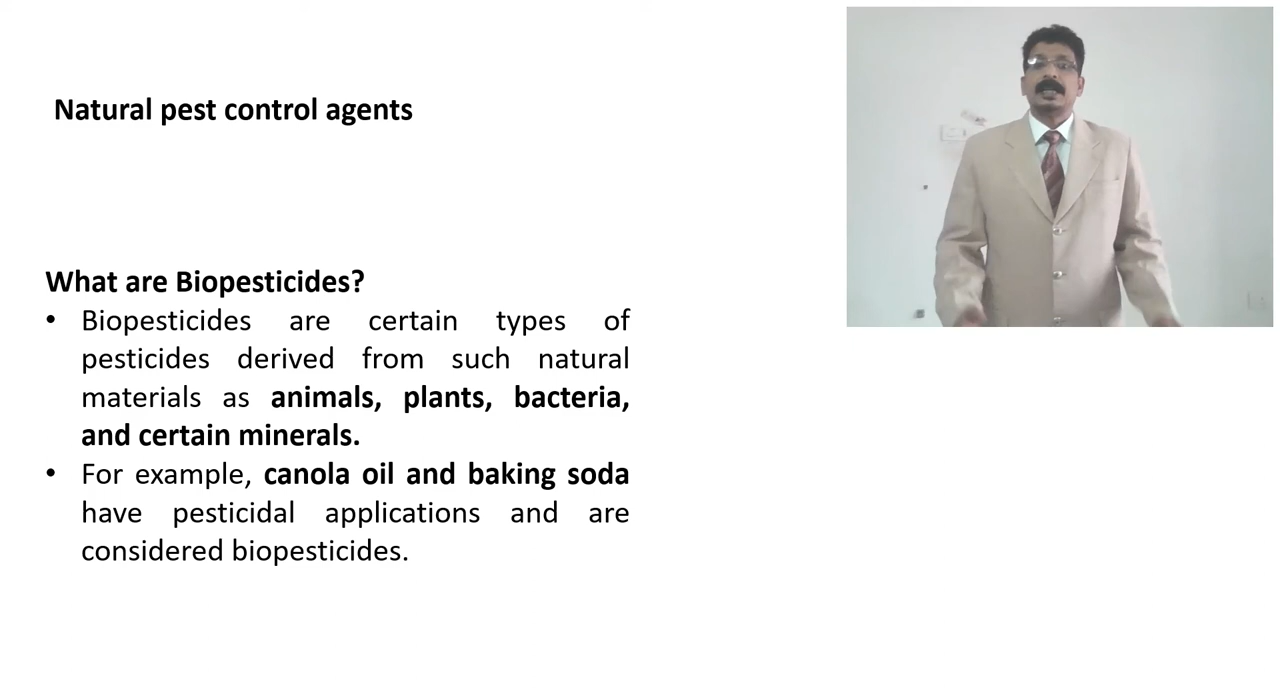 Natural pest control agents
What are Biopesticides?
• Biopesticides are certain types of
pesticides derived from such natural
materials as animals, plants, bacteria,
and certain minerals.
• For example, canola oil and baking soda
have pesticidal applications and are
considered biopesticides.